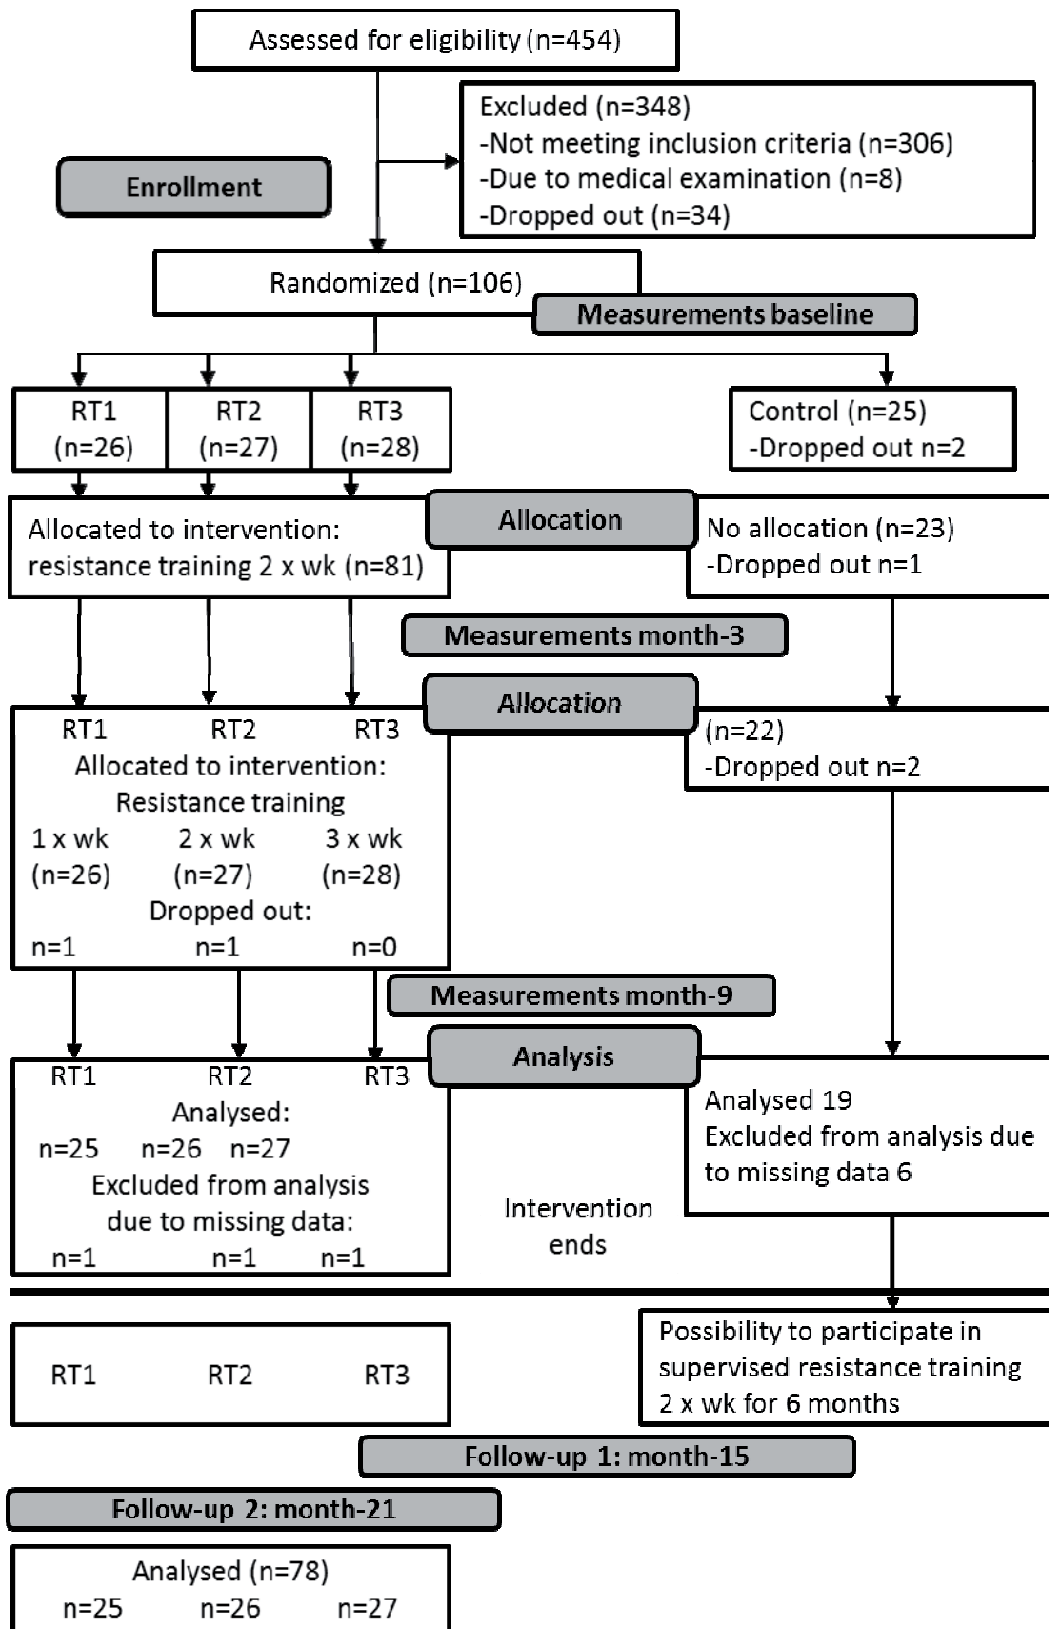 Assessed for eligibility (n=454)
Excluded (n=348)
-Not meeting inclusion criteria (n=306)
-Due to medical examination (n=8)
-Dropped out (n=34)
Enrollment
Randomized (n=106)
Measurements baseline
RT1
(n=26)
RT2
(n=27)
RT3
(n=28)
Control (n=25)
-Dropped out n=2
Allocated to intervention:
resistance training 2 x wk (n=81)
Allocation
No allocation (n=23)
-Dropped out n=1
Measurements month-3
Allocation
RT1 RT2 RT3
Allocated to intervention:
Resistance training
1 x wk 2 x wk 3 x wk
(n=26) (n=27) (n=28)
Dropped out:
n=1 n=1 n=0
(n=22)
-Dropped out n=2
Measurements month-9
Analysis
RT1 RT2 RT3
Analysed:
n=25 n=26 n=27
Excluded from analysis
due to missing data:
n=1 n=1 n=1
Analysed 19
Excluded from analysis due
to missing data 6
Intervention
ends
RT1 RT2 RT3
Possibility to participate in
supervised resistance training
2 x wk for 6 months
Follow-up 1: month-15
Follow-up 2: month-21
Analysed (n=78)
n=25 n=26 n=27